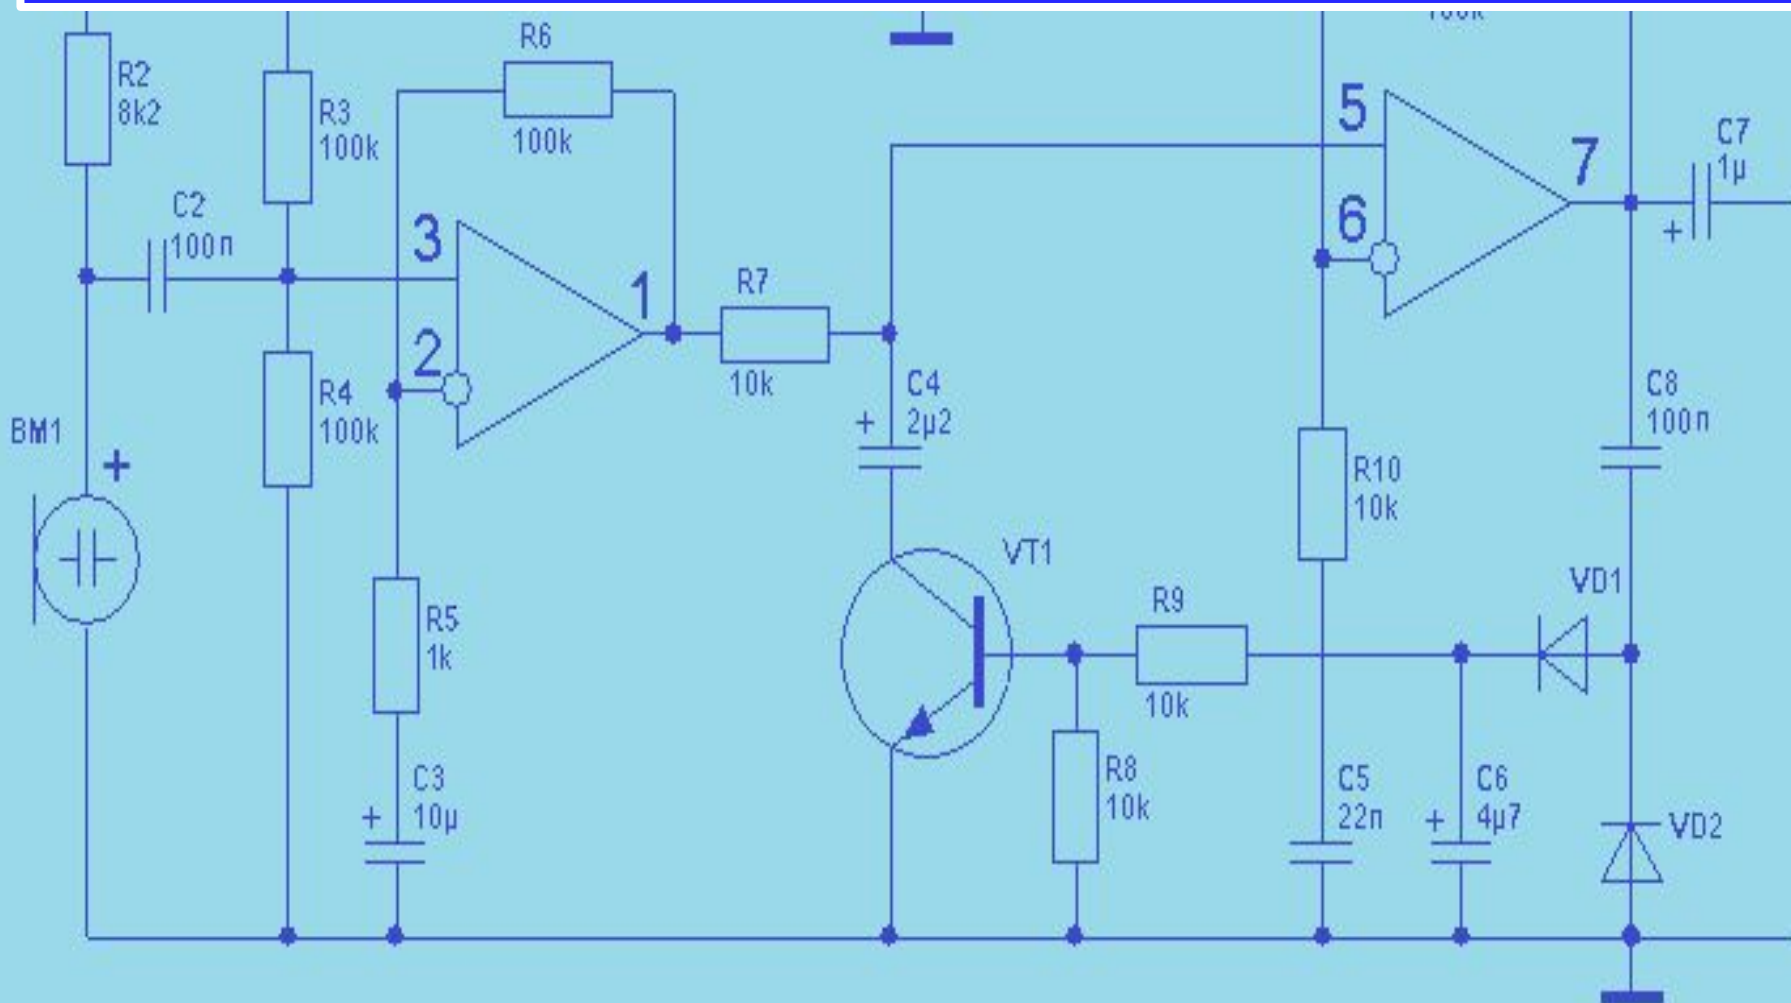 R6
R2
8k2
R3
100k
100k
5
7
C7
1µ
+
C2
100n
3
6
1
R7
10k
2
R4
100k
C4
2µ2
+
C8
100n
BM1
+
R10
10k
VT1
VD1
R9
10k
R5
1k
C3
10µ
+
R8
10k
C5
22n
C6
4µ7
+
VD2